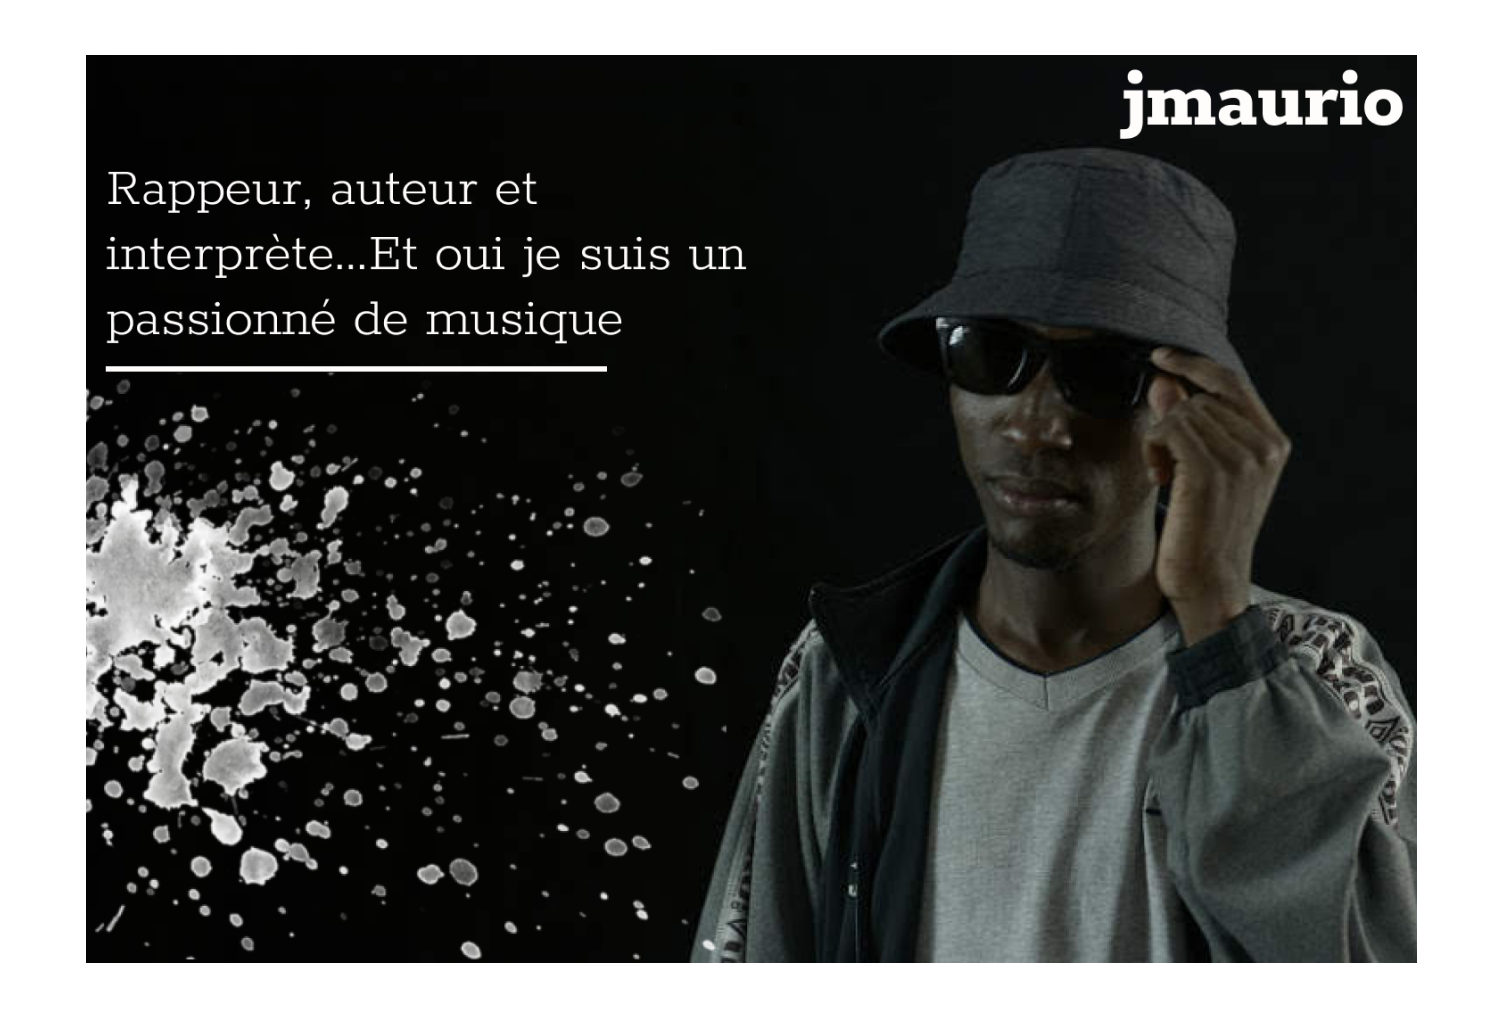 jmaurio
Rappeur, auteur et
interprète...Et oui je suis un
passionné de musique